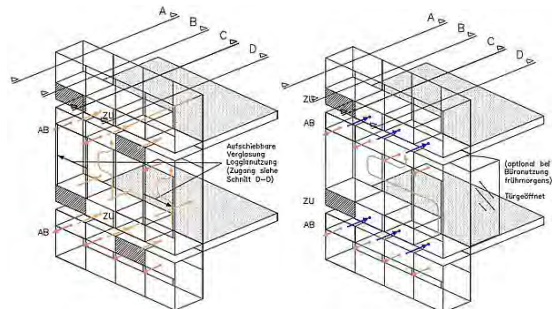 A
B
C
D
ZU
AB
ZU
Aufschiebbare
Verglasung
Loggianutzung
(Zugang siehe
Schnitt D-D)
ZU
AB
A
B
C
D
ZU
AB
(optional bei
Büronutzung
frühmorgens)
Türgeöffnet
ZU
AB